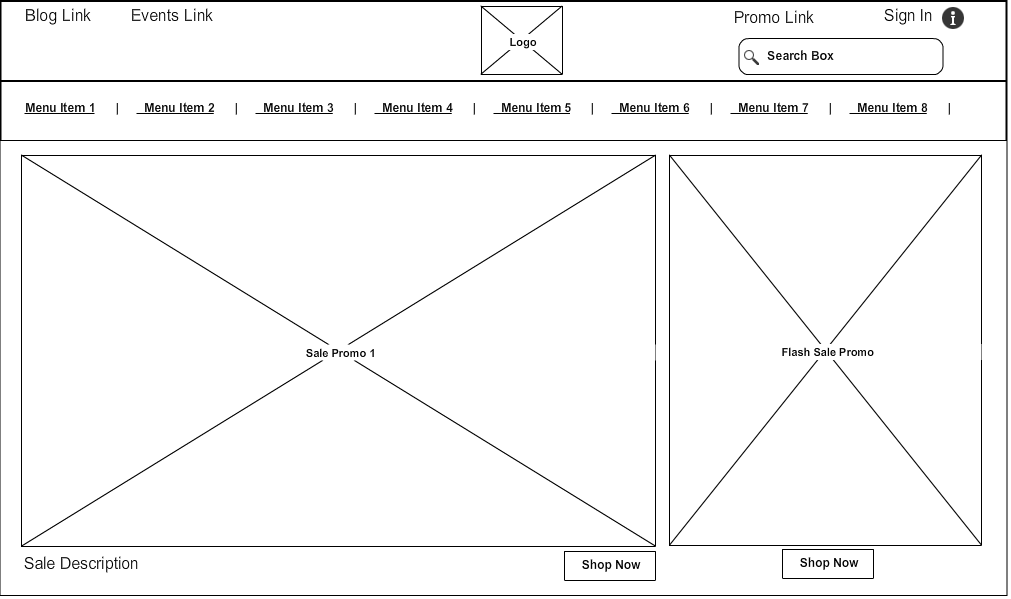 Blog Link
Events Link
Logo
Promo Link
Sign In
Search Box
Menu Item 1 | Menu Item 2 | Menu Item 3 | Menu Item 4 | Menu Item 5 | Menu Item 6 | Menu Item 7 | Menu Item 8 |
Sale Promo 1
Flash Sale Promo
Sale Description
Shop Now
Shop Now